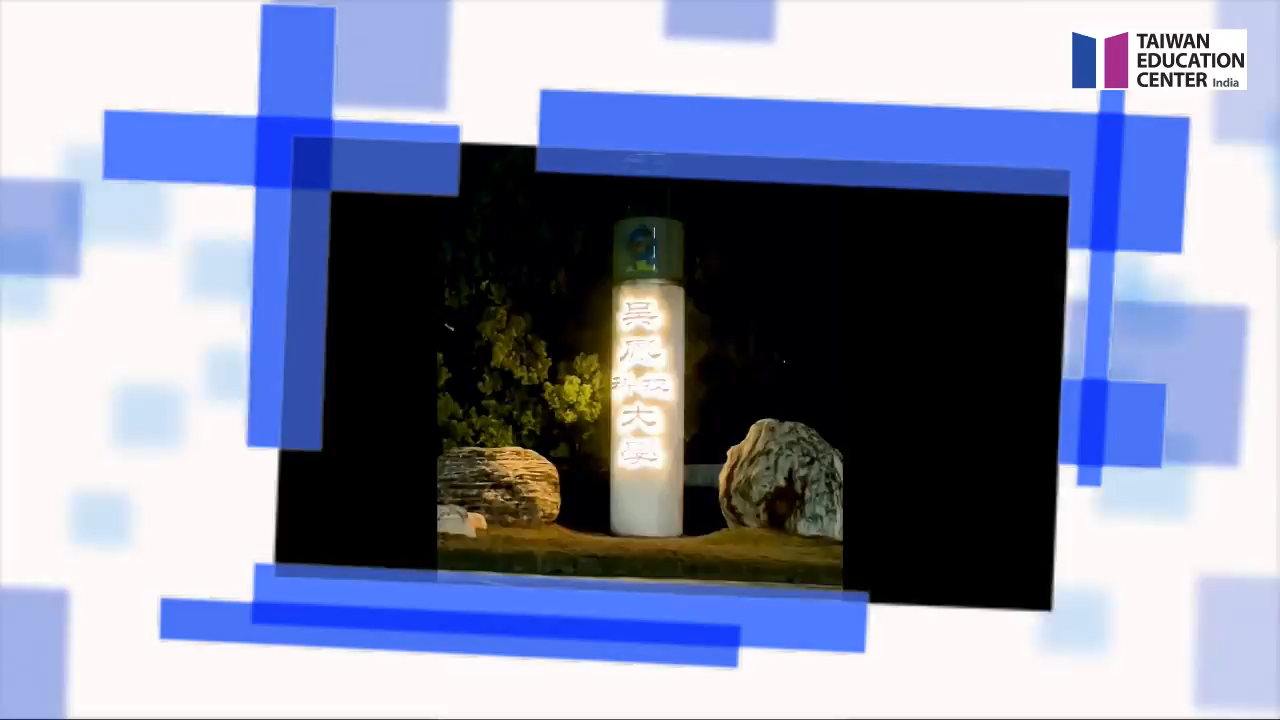 TAIWAN
EDUCATION
CENTER India
吳
鳳
科技
大
學